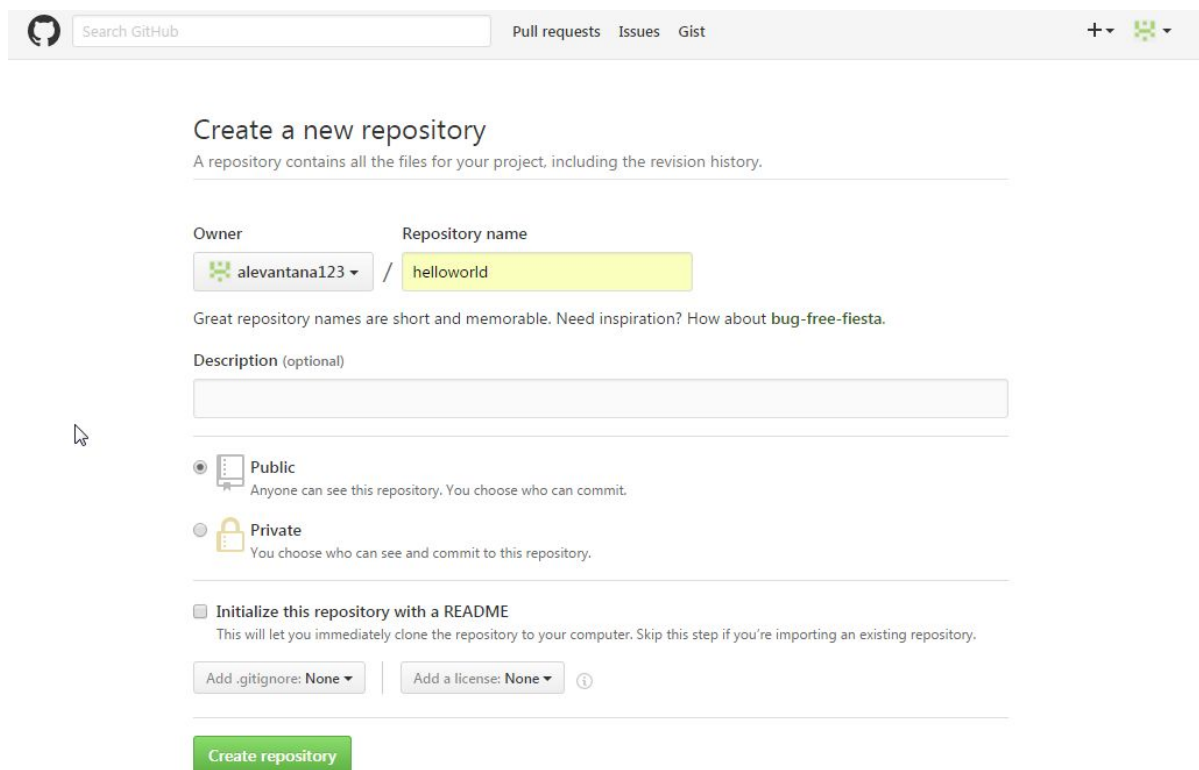 Search GitHub Pull requests Issues Gist
Create a new repository
A repository contains all the files for your project, including the revision history.
Owner Repository name
alevantana123 / helloworld
Great repository names are short and memorable. Need inspiration? How about bug-free-fiesta.
Description (optional)
Public
Anyone can see this repository. You choose who can commit.
Private
You choose who can see and commit to this repository.
Initialize this repository with a README
This will let you immediately clone the repository to your computer. Skip this step if you're importing an existing repository.
Add .gitignore: None Add a license: None
Create repository